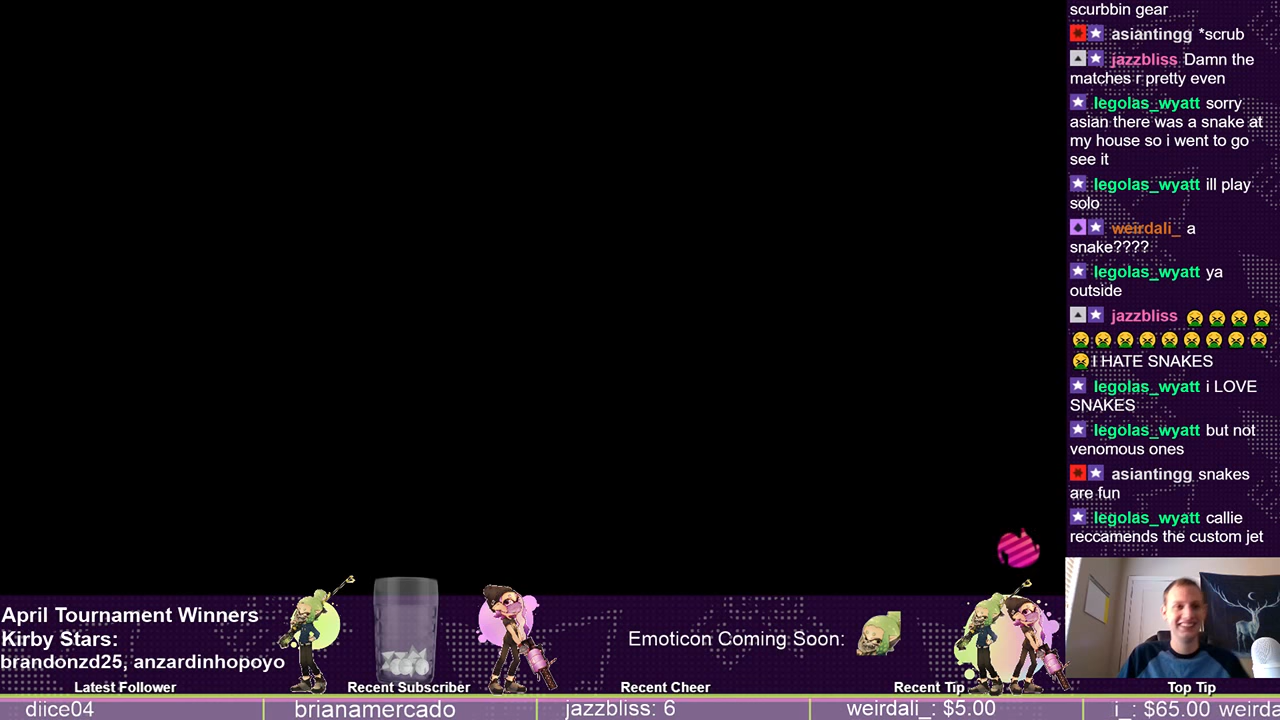 scurbbin gear
asiantingg *scrub
jazzbliss Damn the
matches r pretty even
legolas_wyatt sorry
asian there was a snake at
my house so i went to go
see it
legolas_wyatt ill play
solo
weirdali_ a
snake????
legolas_wyatt ya
outside
jazzbliss 🤮🤮🤮🤮
🤮🤮🤮🤮🤮🤮🤮🤮🤮
🤮I HATE SNAKES
legolas_wyatt i LOVE
SNAKES
legolas_wyatt but not
venomous ones
asiantingg snakes
are fun
legolas_wyatt callie
reccamends the custom jet
April Tournament Winners
Kirby Stars:
brandonzd25, anzardinhopoyo
Emoticon Coming Soon:
Latest Follower
Recent Subscriber
Recent Cheer
Recent Tip
Top Tip
diice04
brianamercado
jazzbliss: 6
weirdali_: $5.00
i_: $65.00 weirda